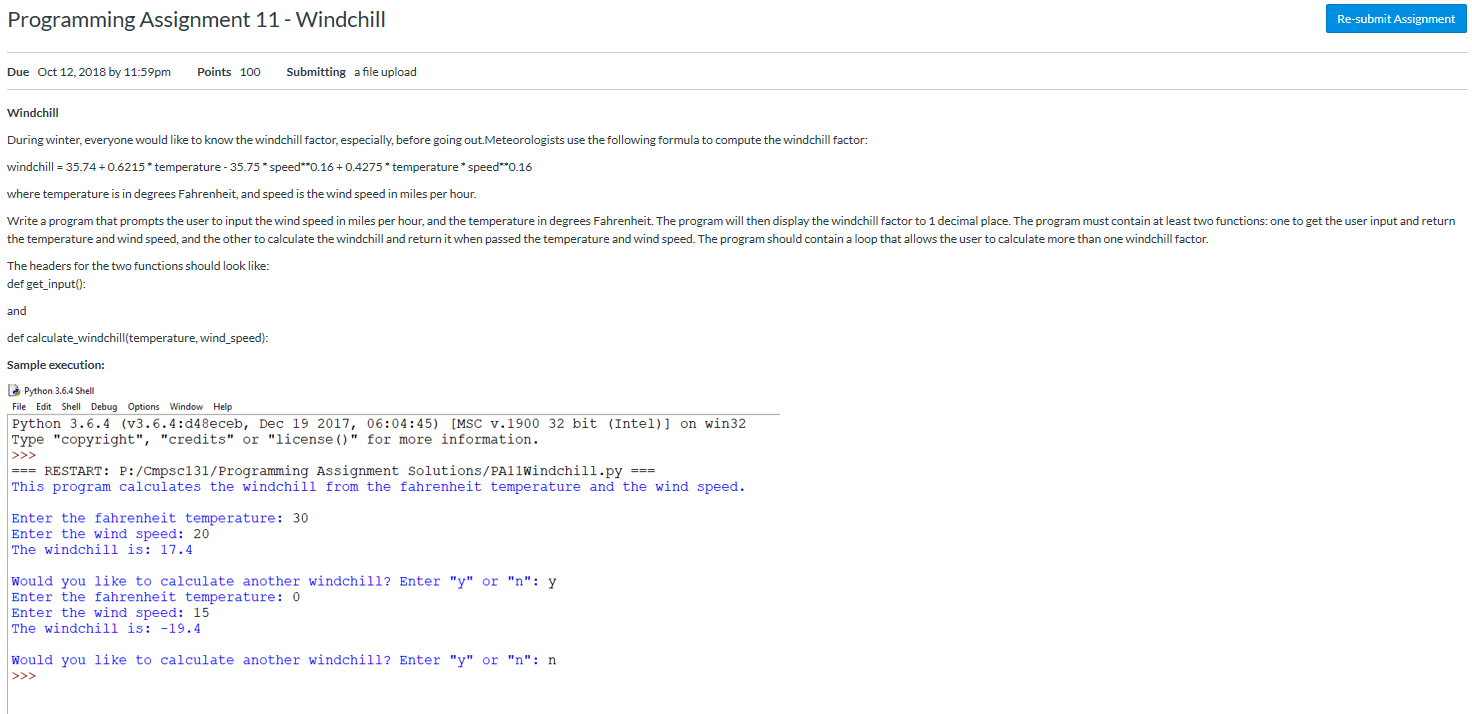 Programming Assignment 11 - Windchill
Re-submit Assignment
Due Oct 12, 2018 by 11:59pm Points 100 Submitting a file upload
Windchill
During winter, everyone would like to know the windchill factor, especially, before going out.Meteorologists use the following formula to compute the windchill factor:
windchill = 35.74 + 0.6215 * temperature - 35.75 * speed**0.16 + 0.4275 * temperature * speed**0.16
where temperature is in degrees Fahrenheit, and speed is the wind speed in miles per hour.
Write a program that prompts the user to input the wind speed in miles per hour, and the temperature in degrees Fahrenheit. The program will then display the windchill factor to 1 decimal place. The program must contain at least two functions: one to get the user input and return
the temperature and wind speed, and the other to calculate the windchill and return it when passed the temperature and wind speed. The program should contain a loop that allows the user to calculate more than one windchill factor.
The headers for the two functions should look like:
def get_input():
and
def calculate_windchill(temperature, wind_speed):
Sample execution:
Python 3.6.4 Shell
File Edit Shell Debug Options Window Help
Python 3.6.4 (v3.6.4:d48eceb, Dec 19 2017, 06:04:45) [MSC v.1900 32 bit (Intel)] on win32
Type "copyright", "credits" or "license()" for more information.
>>>
=== RESTART: P:/Cmpsc131/Programming Assignment Solutions/PA11Windchill.py ===
This program calculates the windchill from the fahrenheit temperature and the wind speed.
Enter the fahrenheit temperature: 30
Enter the wind speed: 20
The windchill is: 17.4
Would you like to calculate another windchill? Enter "y" or "n": y
Enter the fahrenheit temperature: 0
Enter the wind speed: 15
The windchill is: -19.4
Would you like to calculate another windchill? Enter "y" or "n": n
>>>